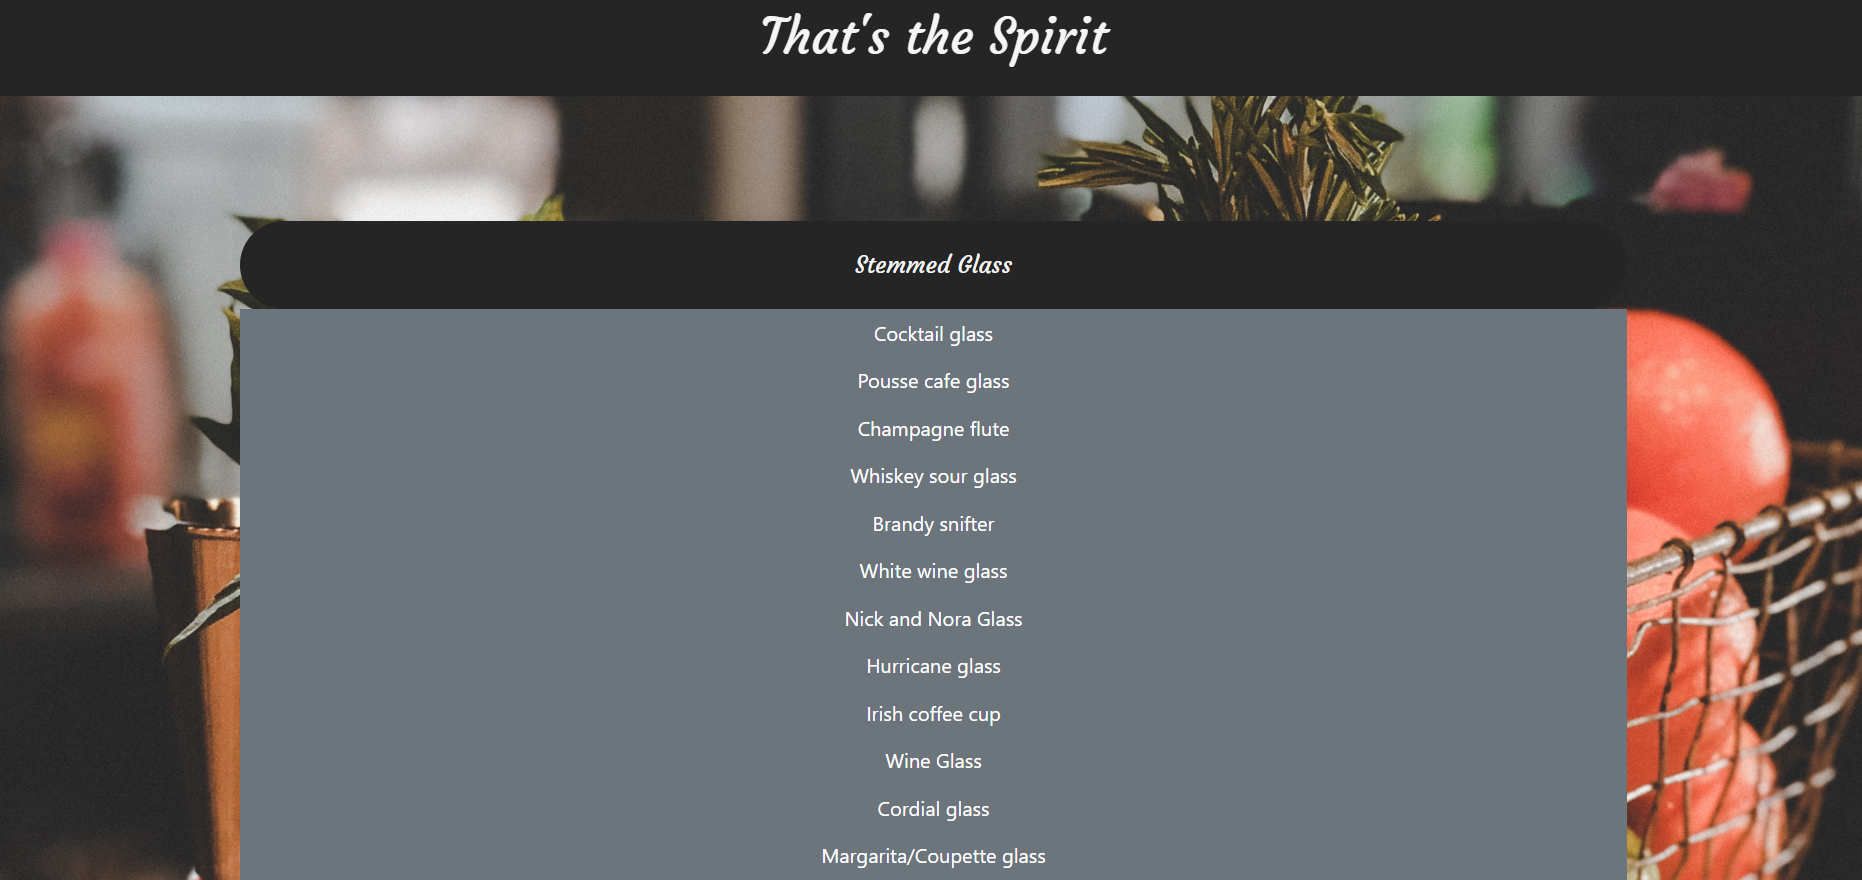 That's the Spirit
Stemmed Glass
Cocktail glass
Pousse cafe glass
Champagne flute
Whiskey sour glass
Brandy snifter
White wine glass
Nick and Nora Glass
Hurricane glass
Irish coffee cup
Wine Glass
Cordial glass
Margarita/Coupette glass